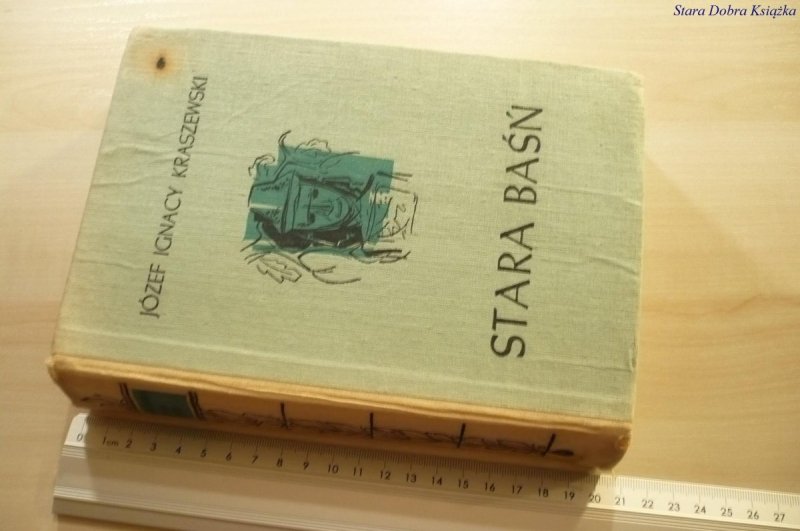 Stara Dobra Książka
JÓZEF IGNACY KRASZEWSKI
STARA BAŚŃ
0 1cm 2 3 4 5 6 7 8 9 10 11 12 13 14 15 16 17 18 19 20 21 22 23 24 25 26 27